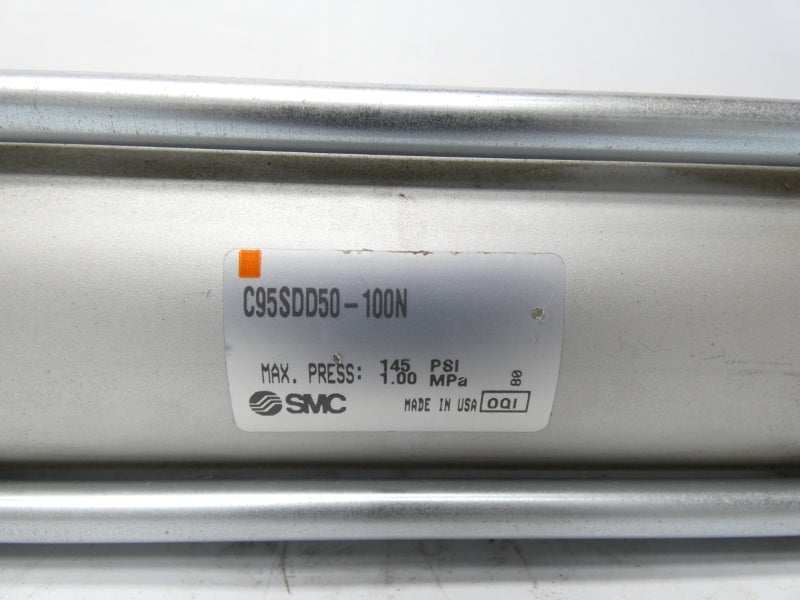 C95SDD50-100N
MAX. PRESS: 145 PSI
1.00 MPa
80
SMC
MADE IN USA OQI